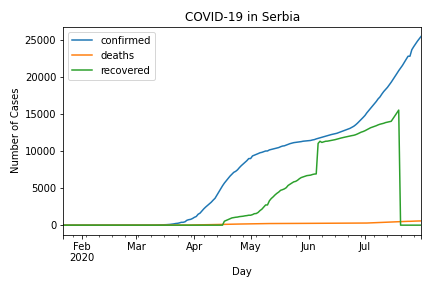 COVID-19 in Serbia
confirmed
deaths
recovered
Number of Cases
25000
20000
15000
10000
5000
0
Feb Mar Apr May Jun Jul
2020
Day